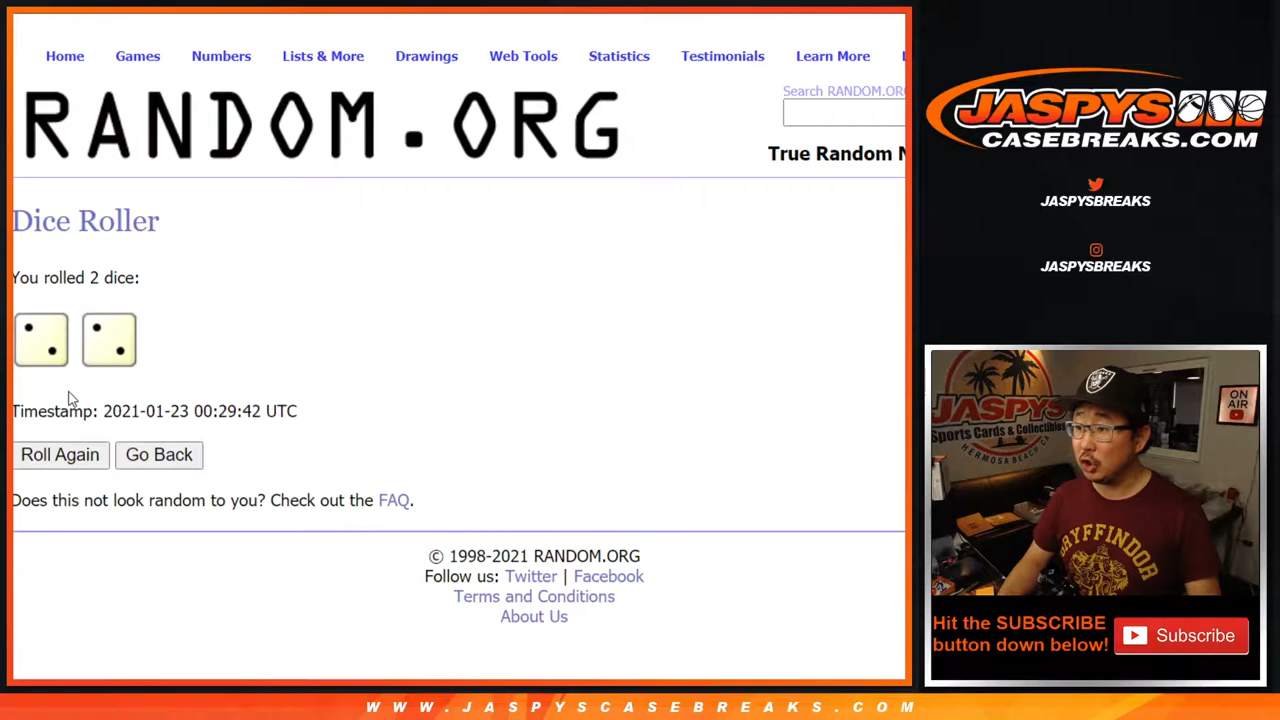 Home Games Numbers Lists & More Drawings Web Tools Statistics Testimonials Learn More
RANDOM.ORG
Search RANDOM.ORG
True Random N
Dice Roller
You rolled 2 dice:
Timestamp: 2021-01-23 00:29:42 UTC
Roll Again Go Back
Does this not look random to you? Check out the FAQ.
© 1998-2021 RANDOM.ORG
Follow us: Twitter | Facebook
Terms and Conditions
About Us
JASPYS
CASEBREAKS.COM
JASPYSBREAKS
JASPYSBREAKS
JASPYS
Sports Cards & Collectibles
HERMOSA BEACH CA
ON AIR
RAIDERS
GRYFFINDOR
Hit the SUBSCRIBE
button down below!
Subscribe
WWW.JASPYSCASEBREAKS.COM